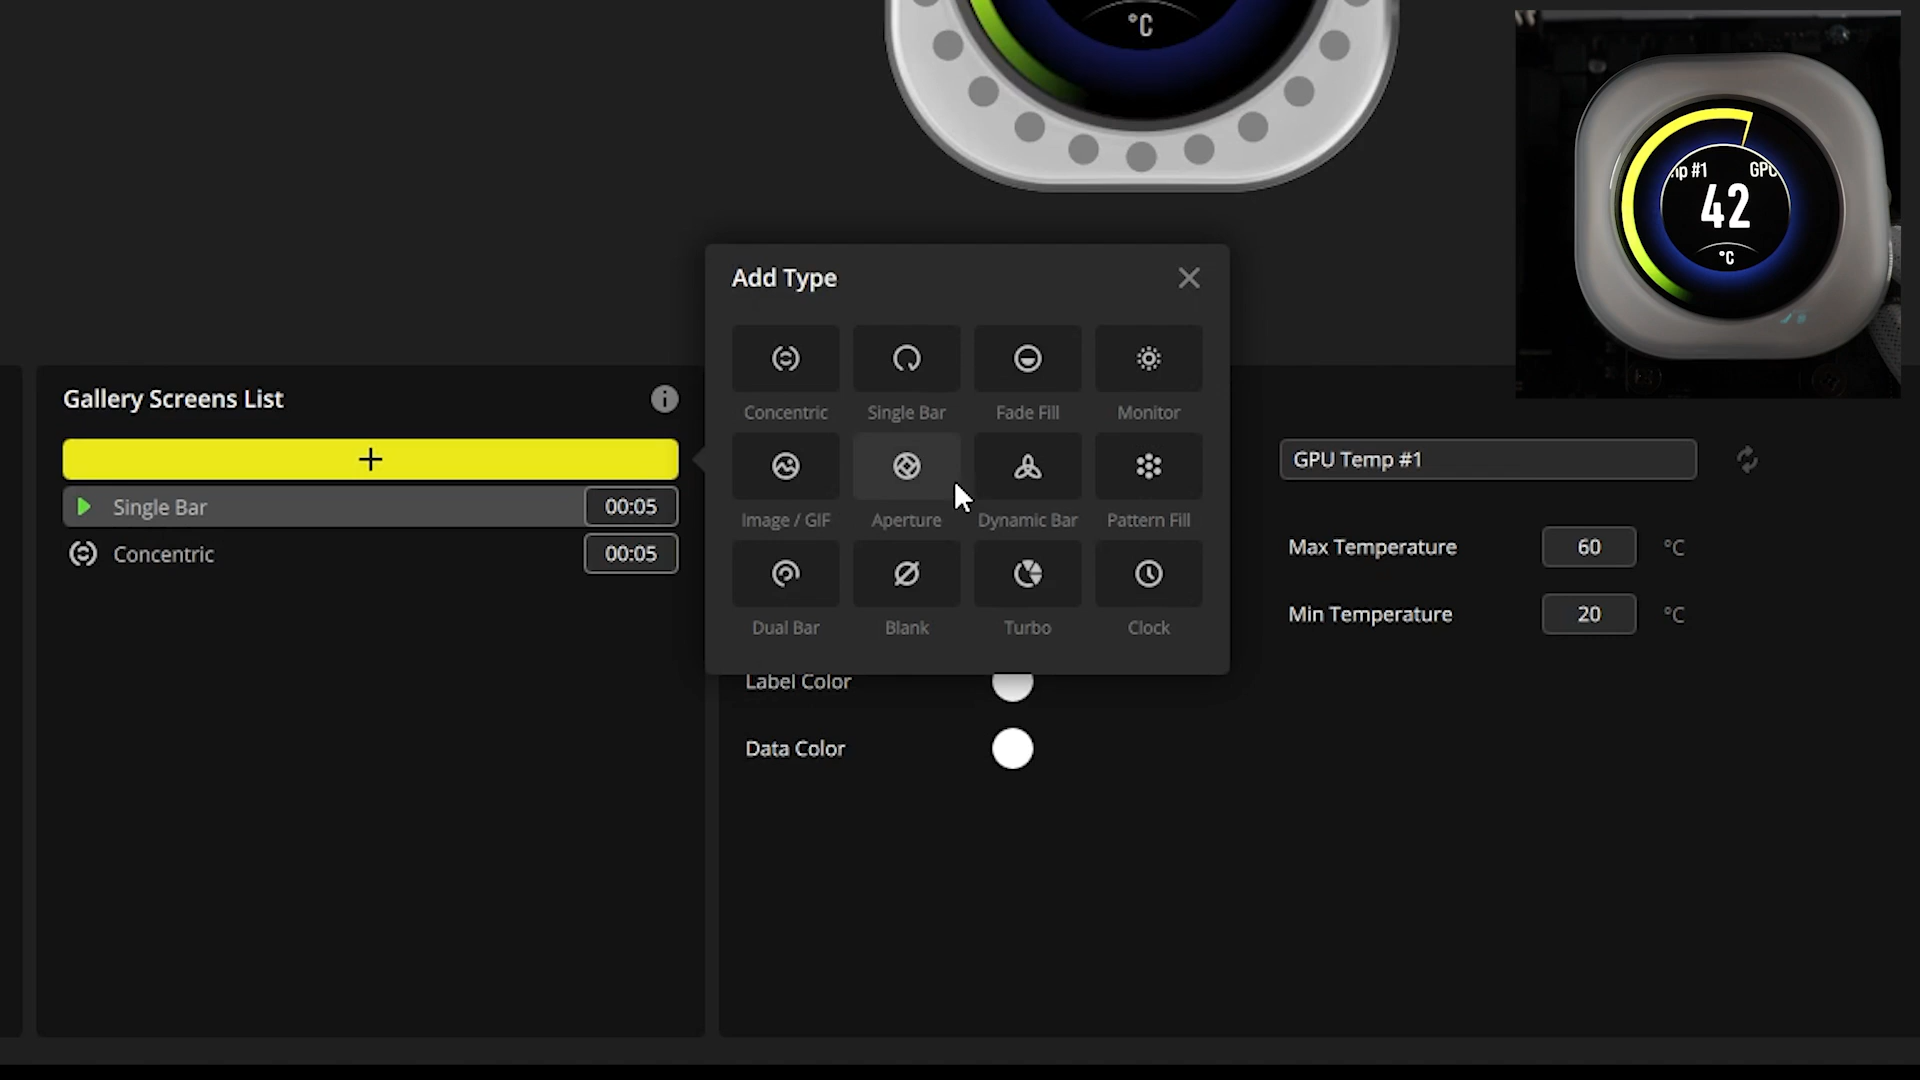 °C
mp #1 GPU
42
°C
Add Type
Concentric
Single Bar
Fade Fill
Monitor
Image / GIF
Aperture
Dynamic Bar
Pattern Fill
Dual Bar
Blank
Turbo
Clock
Gallery Screens List
+
Single Bar 00:05
Concentric 00:05
GPU Temp #1
Max Temperature 60 °C
Min Temperature 20 °C
Label Color
Data Color